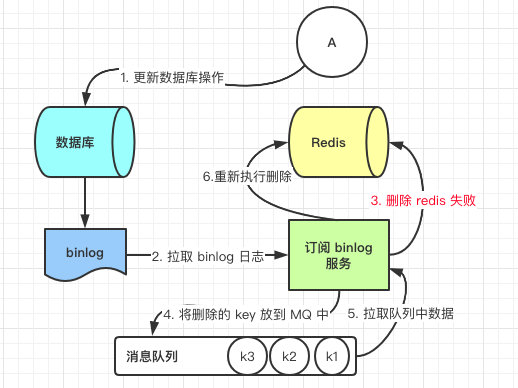 A
1. 更新数据库操作
数据库
Redis
6.重新执行删除
3. 删除 redis 失败
binlog
2. 拉取 binlog 日志
订阅 binlog
服务
4. 将删除的 key 放到 MQ 中
5. 拉取队列中数据
消息队列
k3
k2
k1